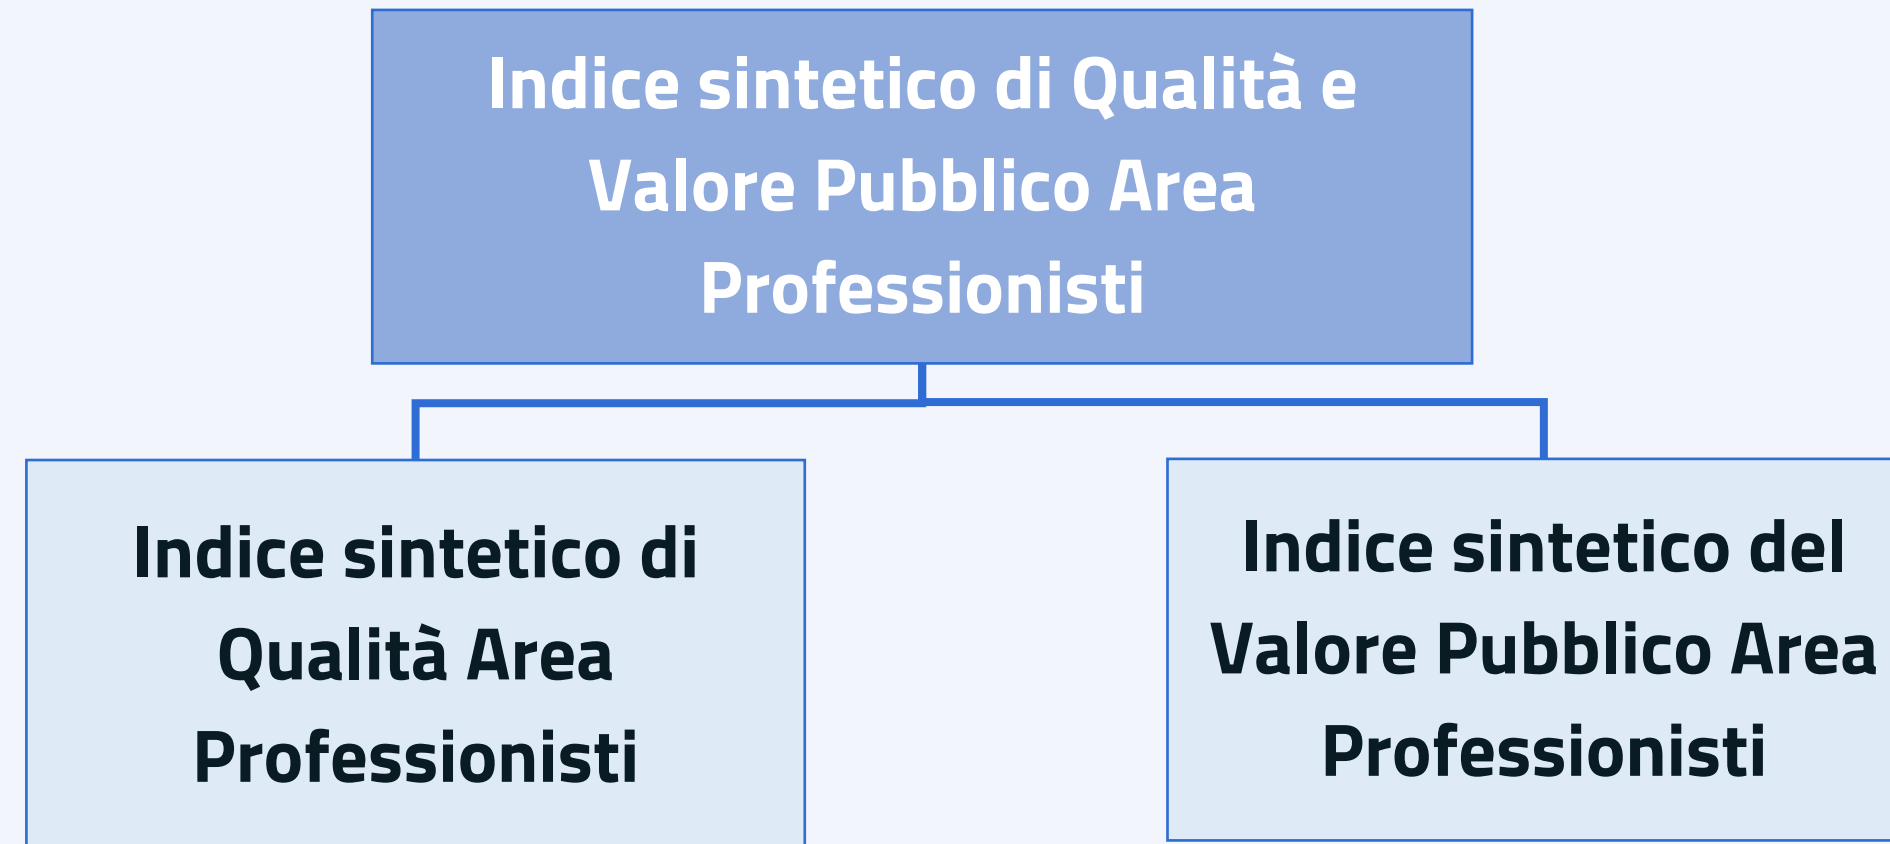 Indice sintetico di Qualità e
Valore Pubblico Area
Professionisti
Indice sintetico di
Qualità Area
Professionisti
Indice sintetico del
Valore Pubblico Area
Professionisti